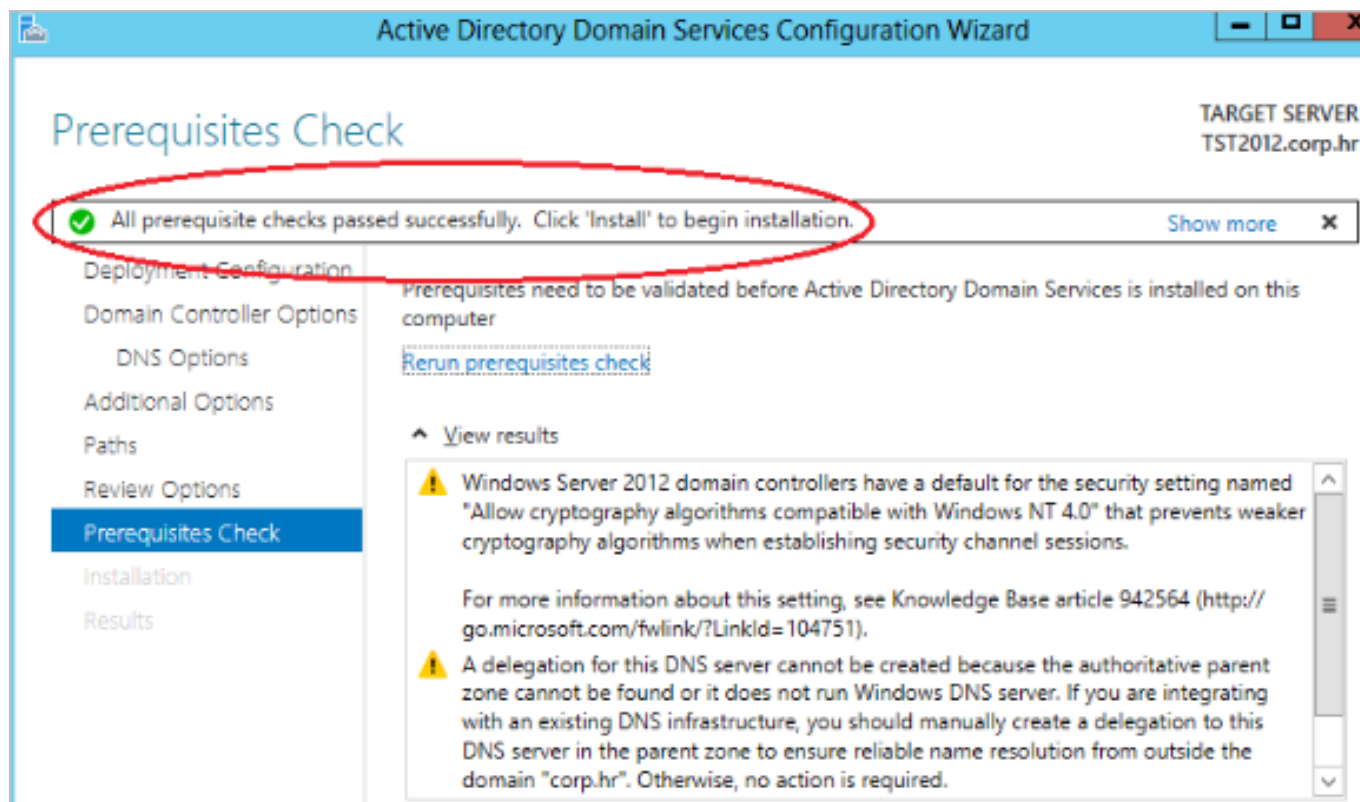 Active Directory Domain Services Configuration Wizard
Prerequisites Check
TARGET SERVER
TST2012.corp.hr
All prerequisite checks passed successfully. Click 'Install' to begin installation.
Show more
Deployment Configuration
Domain Controller Options
DNS Options
Additional Options
Paths
Review Options
Prerequisites Check
Installation
Results
Prerequisites need to be validated before Active Directory Domain Services is installed on this
computer
Rerun prerequisites check
View results
Windows Server 2012 domain controllers have a default for the security setting named
"Allow cryptography algorithms compatible with Windows NT 4.0" that prevents weaker
cryptography algorithms when establishing security channel sessions.
For more information about this setting, see Knowledge Base article 942564 (http://
go.microsoft.com/fwlink/?LinkId=104751).
A delegation for this DNS server cannot be created because the authoritative parent
zone cannot be found or it does not run Windows DNS server. If you are integrating
with an existing DNS infrastructure, you should manually create a delegation to this
DNS server in the parent zone to ensure reliable name resolution from outside the
domain "corp.hr". Otherwise, no action is required.